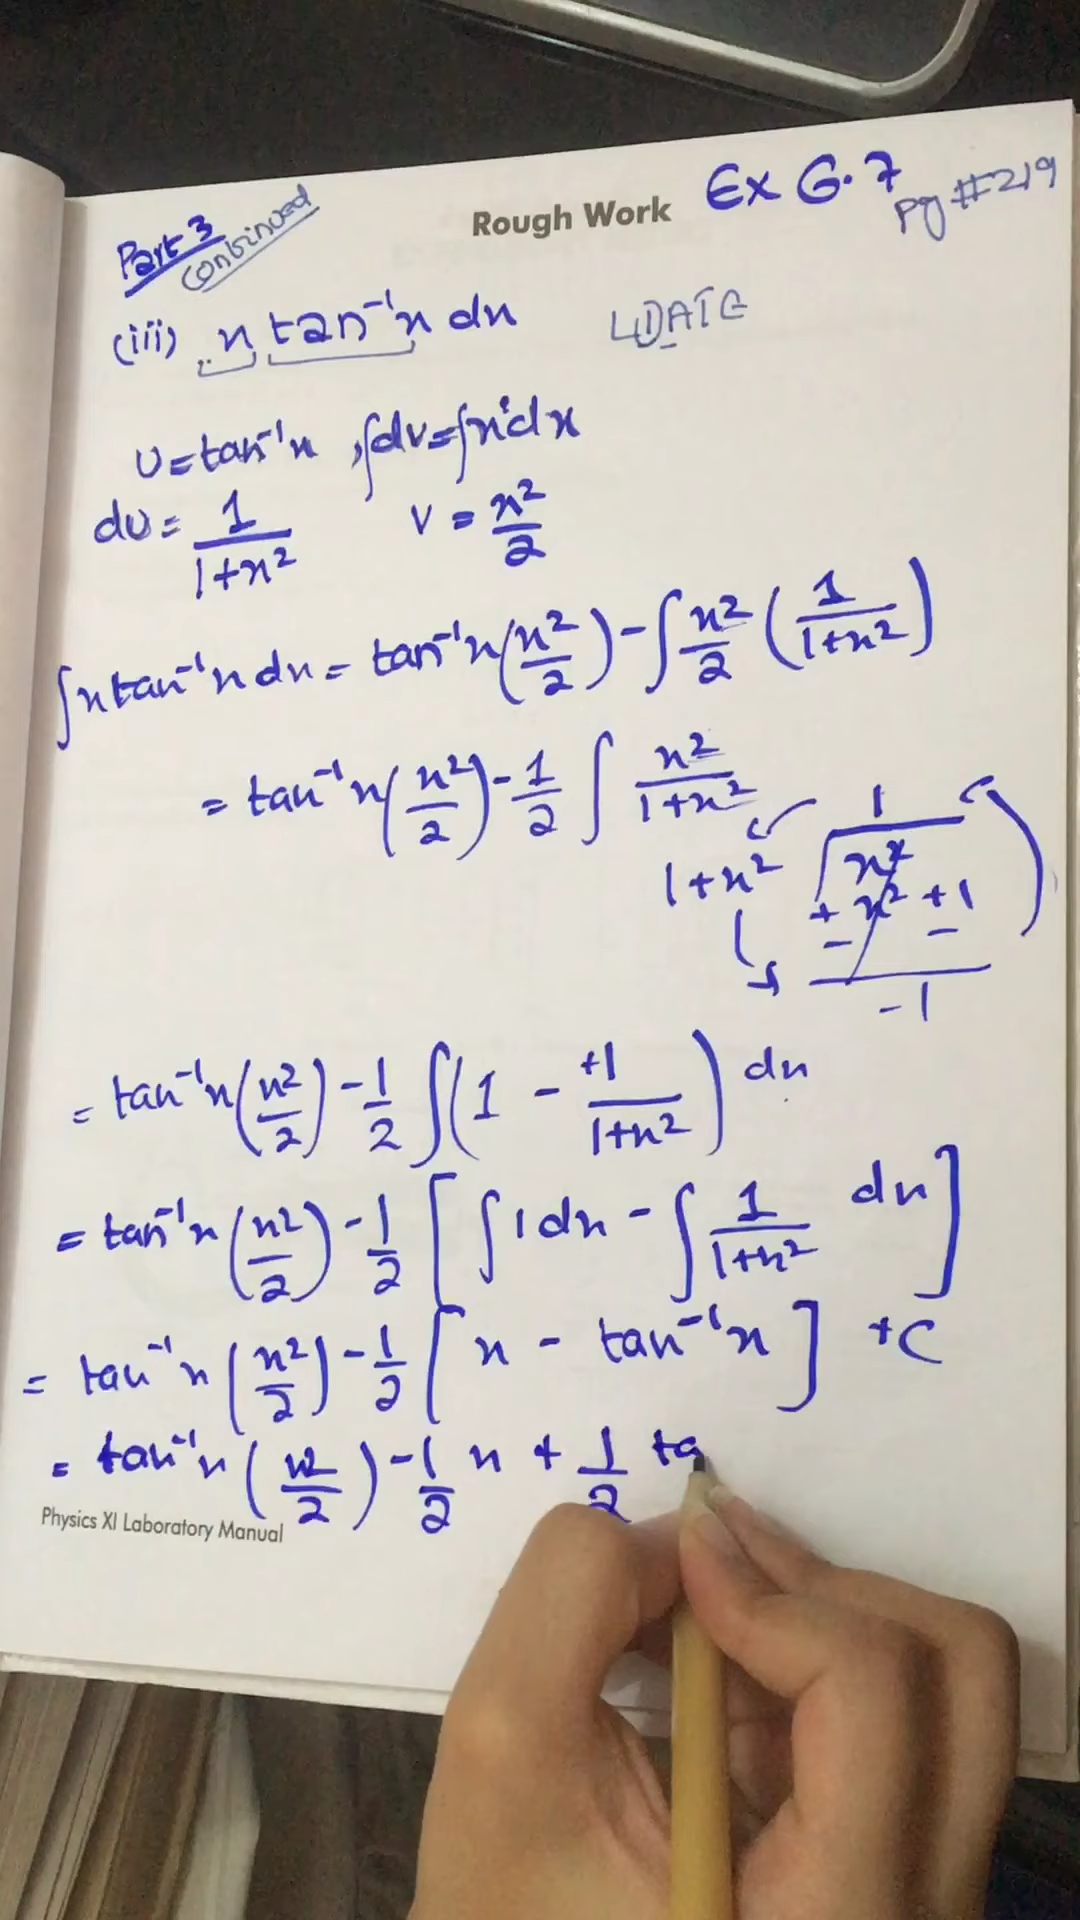 Rough Work
Ex 6.7
Pg #219
Part 3
Continued
(iii) x tan⁻¹x dx
LIATE
U = tan⁻¹x , ∫dv = ∫x¹dx
du = 1/(1+x²)
v = x²/2
∫x tan⁻¹x dx = tan⁻¹x (x²/2) - ∫ x²/2 (1/(1+x²))
= tan⁻¹x (x²/2) - 1/2 ∫ x²/(1+x²)
1
1+x² √x²
+ x² + 1
- -
-1
= tan⁻¹x (x²/2) - 1/2 ∫(1 - +1/(1+x²)) dx
= tan⁻¹x (x²/2) - 1/2 [∫1dx - ∫ 1/(1+x²) dx]
= tan⁻¹x (x²/2) - 1/2 [x - tan⁻¹x] + C
= tan⁻¹x (x²/2) - 1/2 x + 1/2 ta
Physics XI Laboratory Manual